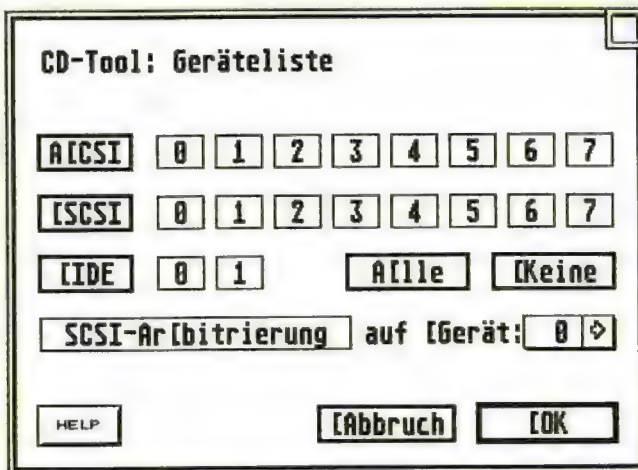 CD-Tool: Geräteliste
A[CSI 0 1 2 3 4 5 6 7
[SCSI 0 1 2 3 4 5 6 7
[IDE 0 1 A[lle [Keine
SCSI-Ar[bitrierung auf [Gerät: 0 ⇨
HELP [Abbruch [OK